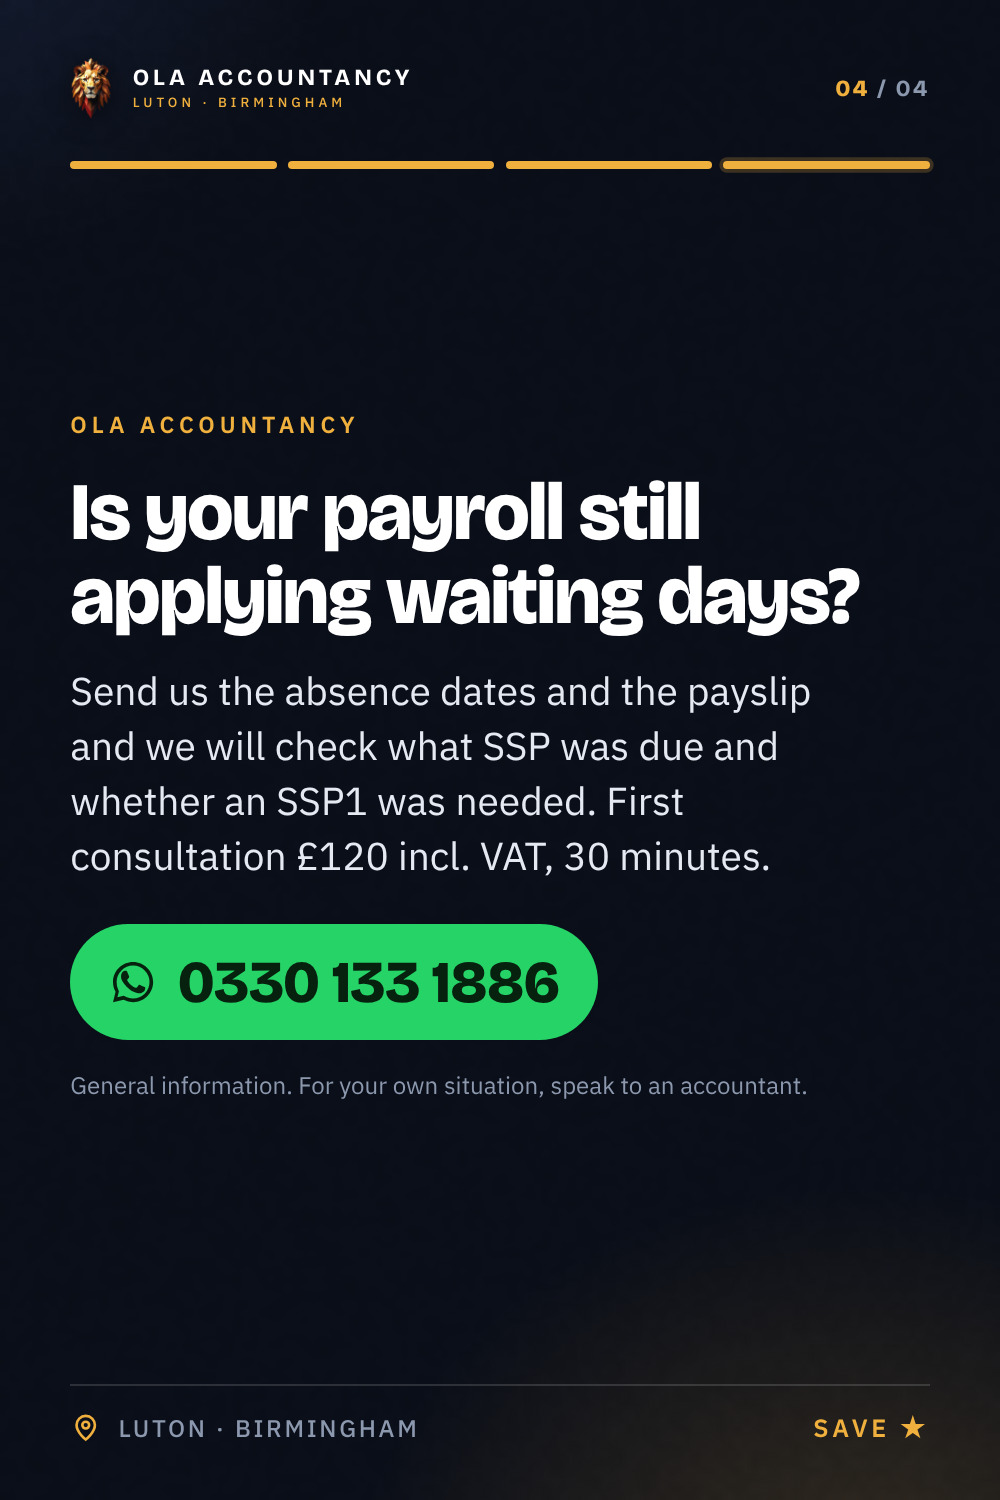 OLA ACCOUNTANCY
LUTON · BIRMINGHAM
04 / 04
OLA ACCOUNTANCY
Is your payroll still
applying waiting days?
Send us the absence dates and the payslip
and we will check what SSP was due and
whether an SSP1 was needed. First
consultation £120 incl. VAT, 30 minutes.
0330 133 1886
General information. For your own situation, speak to an accountant.
LUTON · BIRMINGHAM
SAVE ★